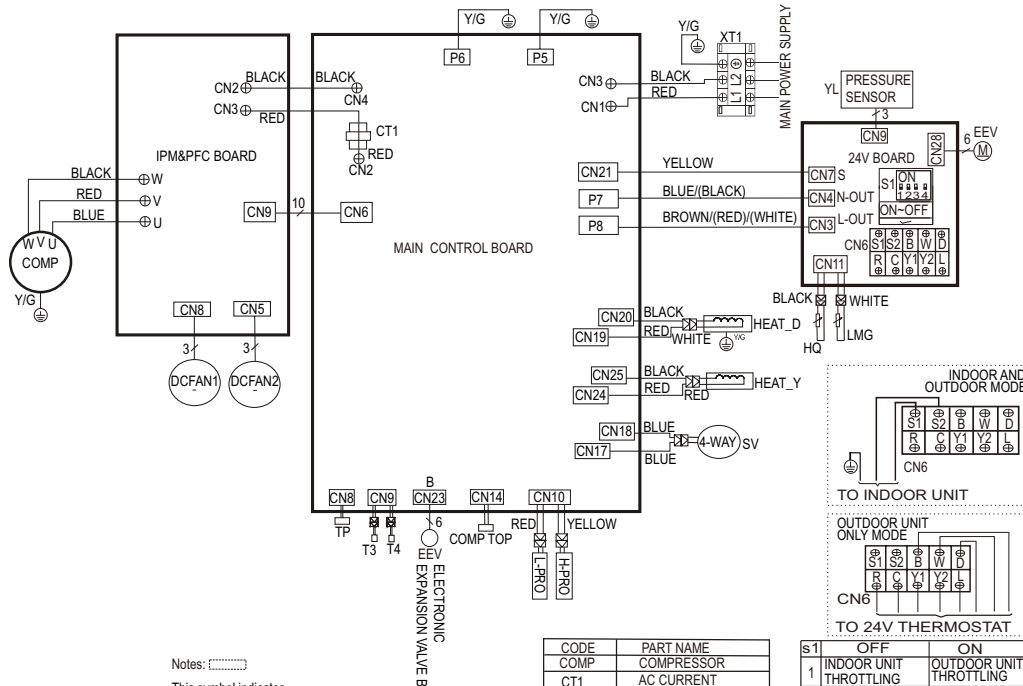 Y/G
Y/G
P6
P5
Y/G
XT1
L2
L1
MAIN POWER SUPPLY
CN3
BLACK
CN1
RED
BLACK
BLACK
CN2
CN4
CN3
RED
CT1
RED
CN2
IPM&PFC BOARD
BLACK
W
RED
V
BLUE
U
W V U
COMP
Y/G
CN9
10
CN6
CN8
CN5
3
3
DCFAN1
DCFAN2
MAIN CONTROL BOARD
CN21
YELLOW
P7
BLUE/(BLACK)
P8
BROWN/(RED)/(WHITE)
YL
PRESSURE
SENSOR
3
CN9
CN28
6
EEV
M
24V BOARD
CN7 S
CN4 N-OUT
CN3 L-OUT
S1
ON
1234
ON~OFF
CN6
S1 S2 B W D
R C Y1 Y2 L
CN11
BLACK
WHITE
HQ
LMG
CN20
BLACK
HEAT_D
CN19
RED
WHITE
Y/G
CN25
BLACK
HEAT_Y
CN24
RED
RED
CN18
BLUE
4-WAY
SV
CN17
BLUE
B
CN8
CN9
CN23
CN14
CN10
TP
T3
T4
6
EEV
COMP TOP
RED
YELLOW
L-PRO
H-PRO
ELECTRONIC
EXPANSION VALVE B
INDOOR AND
OUTDOOR MODE
S1 S2 B W D
R C Y1 Y2 L
CN6
TO INDOOR UNIT
OUTDOOR UNIT
ONLY MODE
S1 S2 B W D
R C Y1 Y2 L
CN6
TO 24V THERMOSTAT
Notes:
This symbol indicates
CODE PART NAME
COMP COMPRESSOR
CT1 AC CURRENT
s1 OFF ON
1 INDOOR UNIT THROTTLING OUTDOOR UNIT THROTTLING